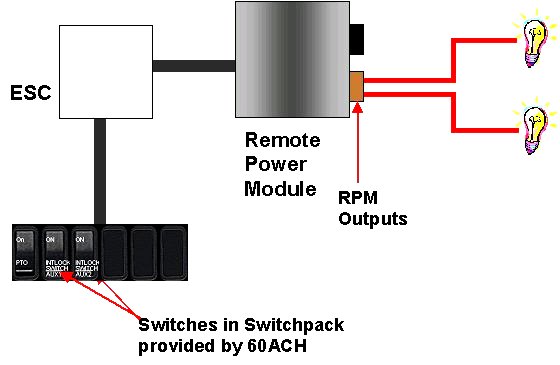 ESC
Remote
Power
Module
RPM
Outputs
On
ON
ON
PTO
INTLOCK
SWITCH
AUX1
INTLOCK
SWITCH
AUX2
Switches in Switchpack
provided by 60ACH